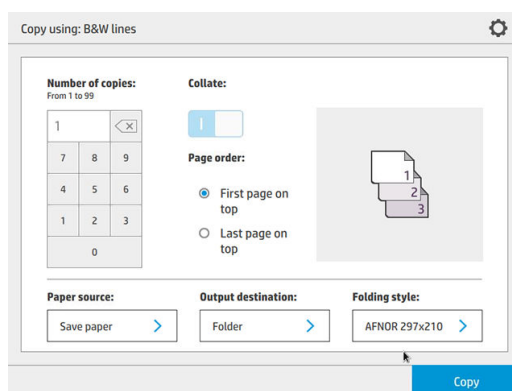 Copy using: B&W lines
Number of copies:
From 1 to 99
1
7 8 9
4 5 6
1 2 3
0
Collate:
Page order:
First page on
top
Last page on
top
1
2
3
Paper source:
Save paper
Output destination:
Folder
Folding style:
AFNOR 297x210
Copy